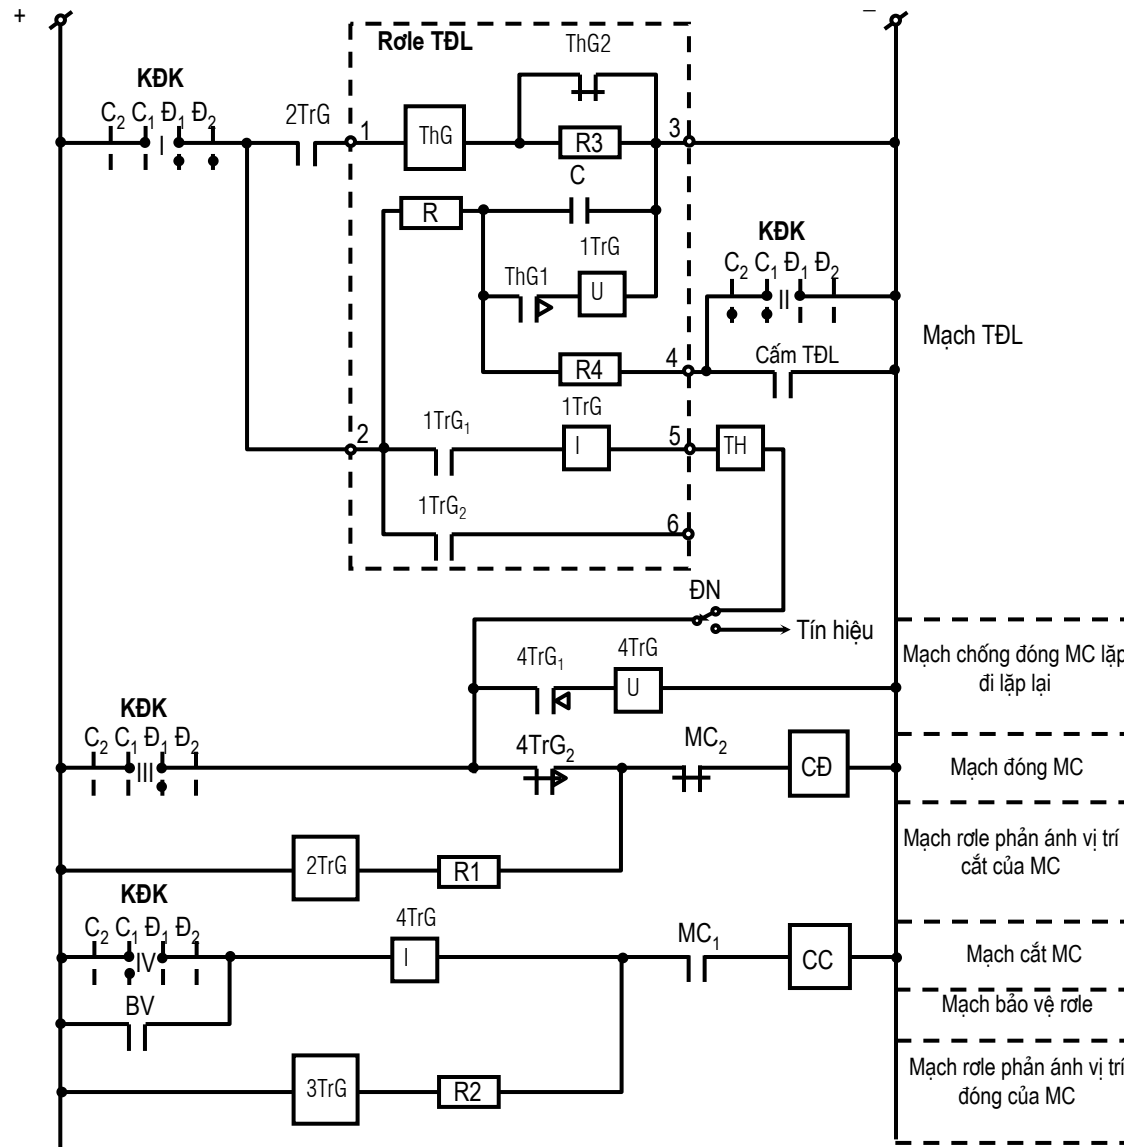 +
–
Rơle TĐL
ThG2
KĐK
C₂ C₁ Đ₁ Đ₂
I
2TrG
1
ThG
R3
3
C
R
1TrG
ThG1
U
KĐK
C₂ C₁ Đ₁ Đ₂
II
Mạch TĐL
R4
4
Cấm TĐL
1TrG₁
1TrG
2
I
5
TH
1TrG₂
6
ĐN
Tín hiệu
4TrG₁
4TrG
U
Mạch chống đóng MC lặp
đi lặp lại
KĐK
C₂ C₁ Đ₁ Đ₂
III
4TrG₂
MC₂
CĐ
Mạch đóng MC
2TrG
R1
Mạch rơle phản ánh vị trí
cắt của MC
KĐK
C₂ C₁ Đ₁ Đ₂
IV
4TrG
I
MC₁
CC
Mạch cắt MC
BV
Mạch bảo vệ rơle
3TrG
R2
Mạch rơle phản ánh vị trí
đóng của MC